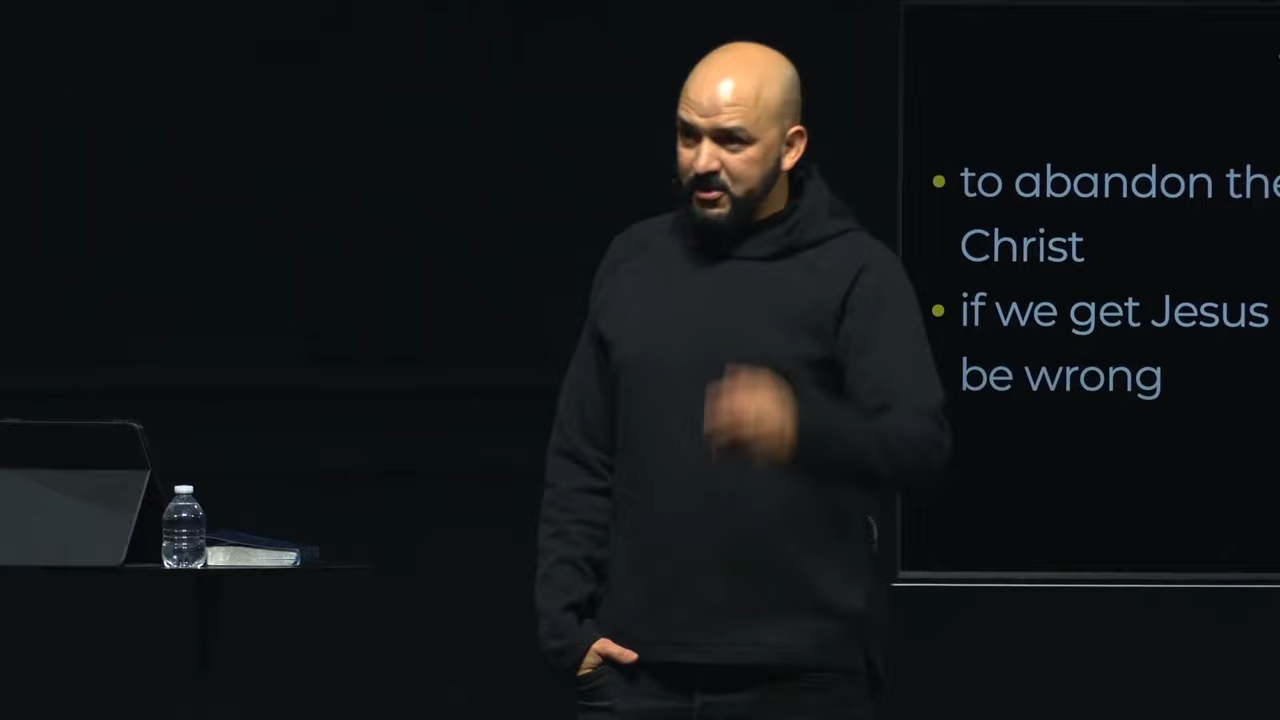 • to abandon the
Christ
• if we get Jesus
be wrong